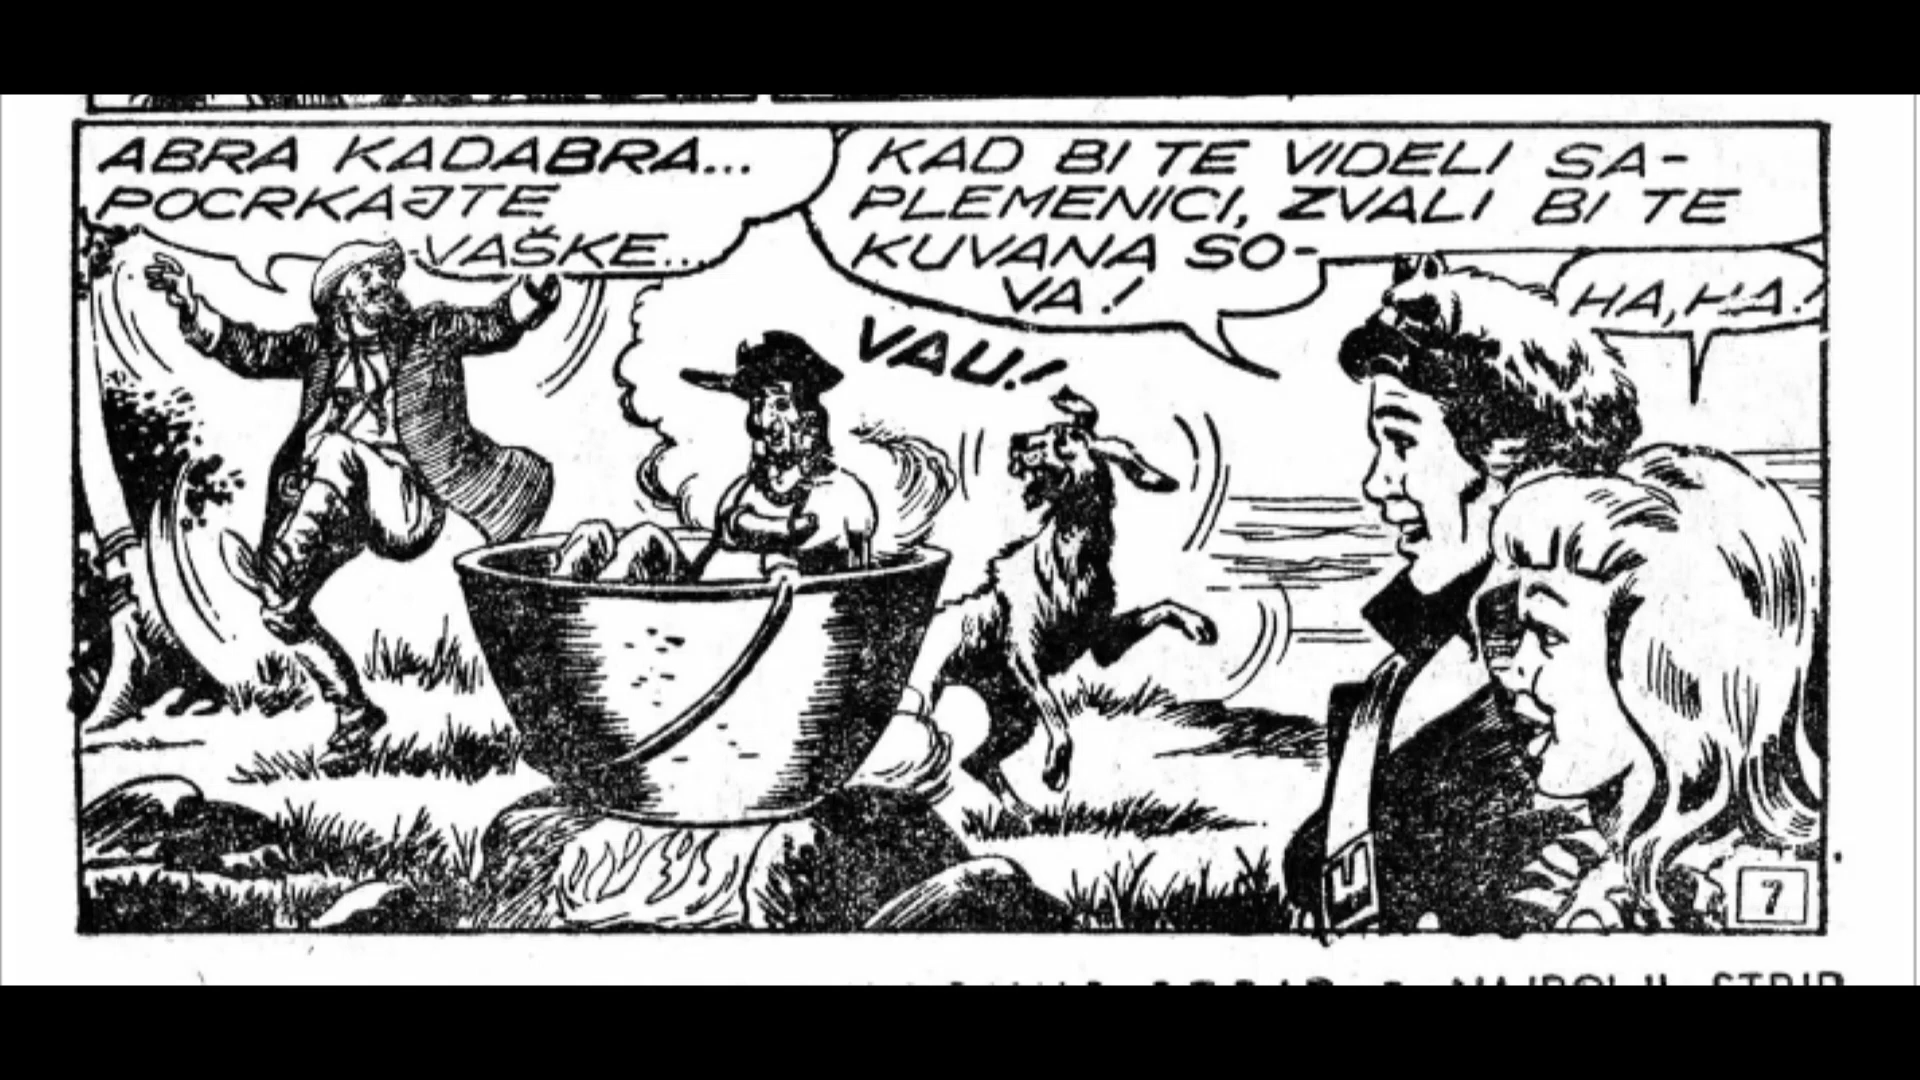 ABRA KADABRA...
POCRKAJTE
VAŠKE...
KAD BI TE VIDELI SA-
PLEMENICI, ZVALI BI TE
KUVANA SO-
VA!
HA, HA!
VAU!
7